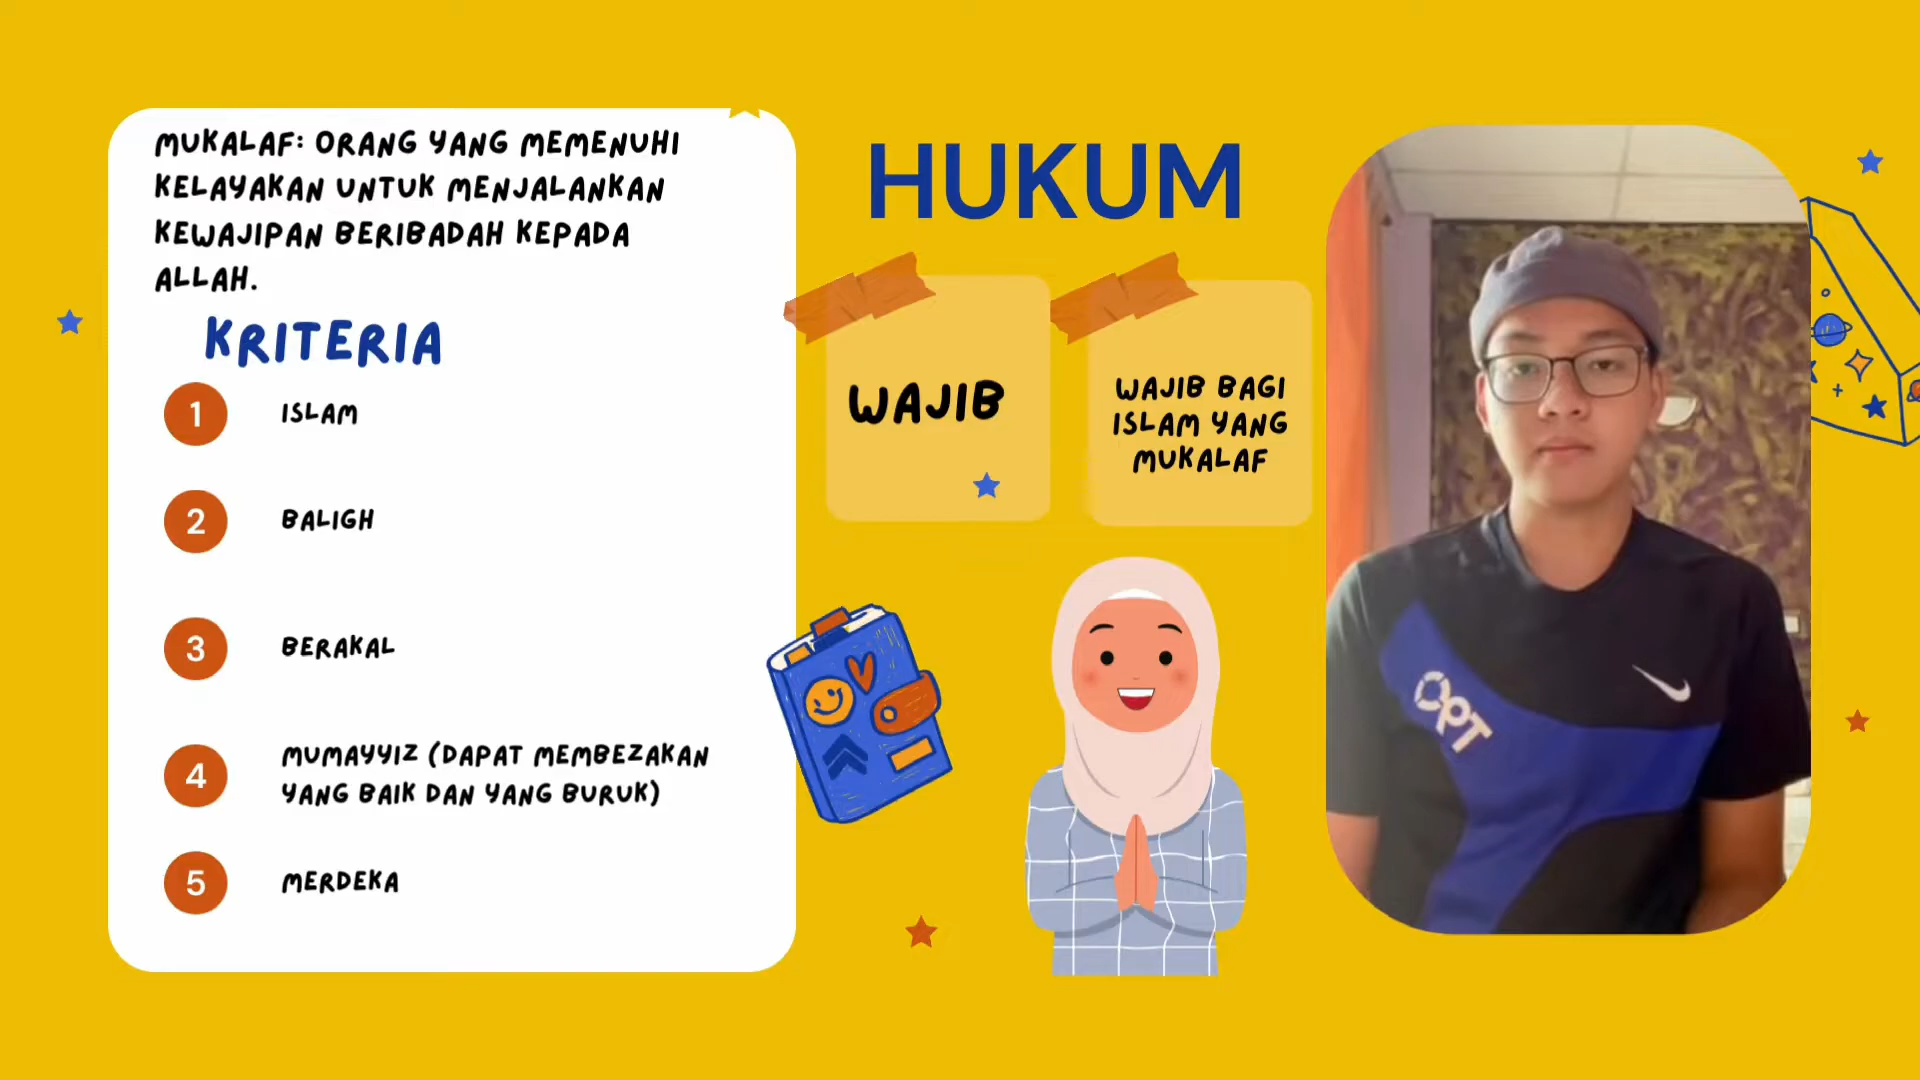 MUKALAF: ORANG YANG MEMENUHI
KELAYAKAN UNTUK MENJALANKAN
KEWAJIPAN BERIBADAH KEPADA
ALLAH.
KRITERIA
1 ISLAM
2 BALIGH
3 BERAKAL
4 MUMAYYIZ (DAPAT MEMBEZAKAN
YANG BAIK DAN YANG BURUK)
5 MERDEKA
HUKUM
WAJIB
WAJIB BAGI
ISLAM YANG
MUKALAF
OPT